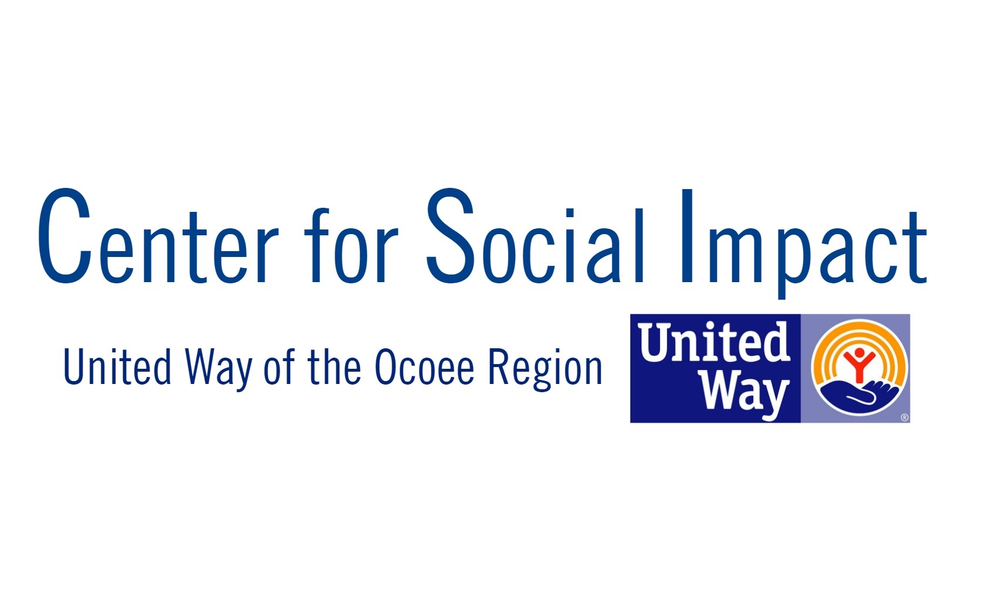 Center for Social Impact
United Way of the Ocoee Region
United
Way
®